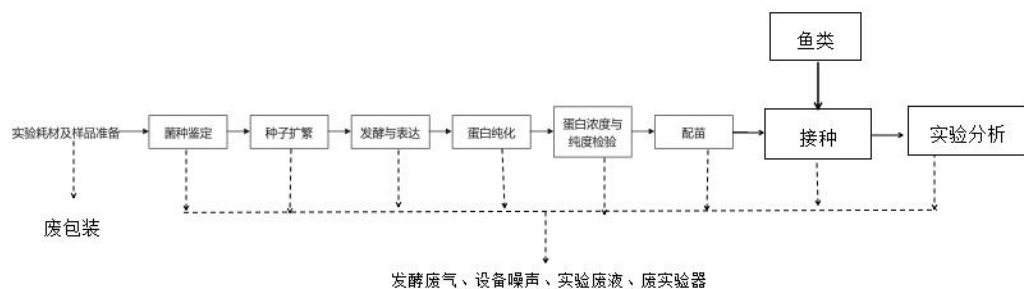 鱼类
实验耗材及样品准备
菌种鉴定
种子扩繁
发酵与表达
蛋白纯化
蛋白浓度与
纯度检验
配苗
接种
实验分析
废包装
发酵废气、设备噪声、实验废液、废实验器